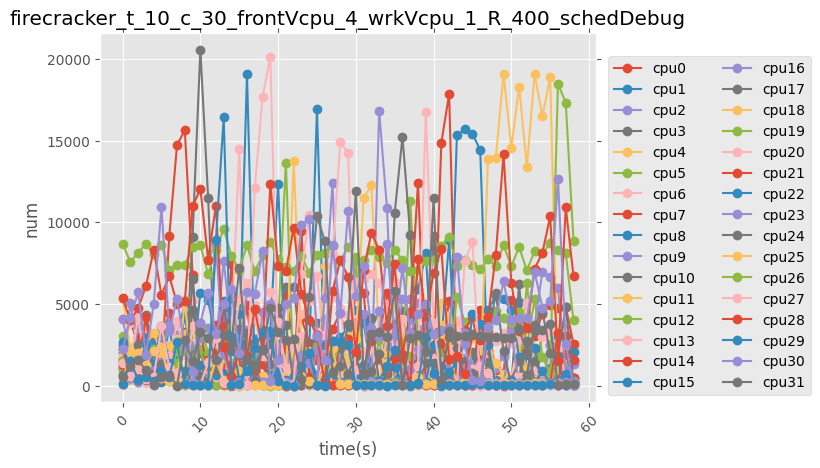 firecracker_t_10_c_30_frontVcpu_4_wrkVcpu_1_R_400_schedDebug
20000
15000
10000
5000
0
num
0
10
20
30
40
50
60
time(s)
cpu0
cpu1
cpu2
cpu3
cpu4
cpu5
cpu6
cpu7
cpu8
cpu9
cpu10
cpu11
cpu12
cpu13
cpu14
cpu15
cpu16
cpu17
cpu18
cpu19
cpu20
cpu21
cpu22
cpu23
cpu24
cpu25
cpu26
cpu27
cpu28
cpu29
cpu30
cpu31